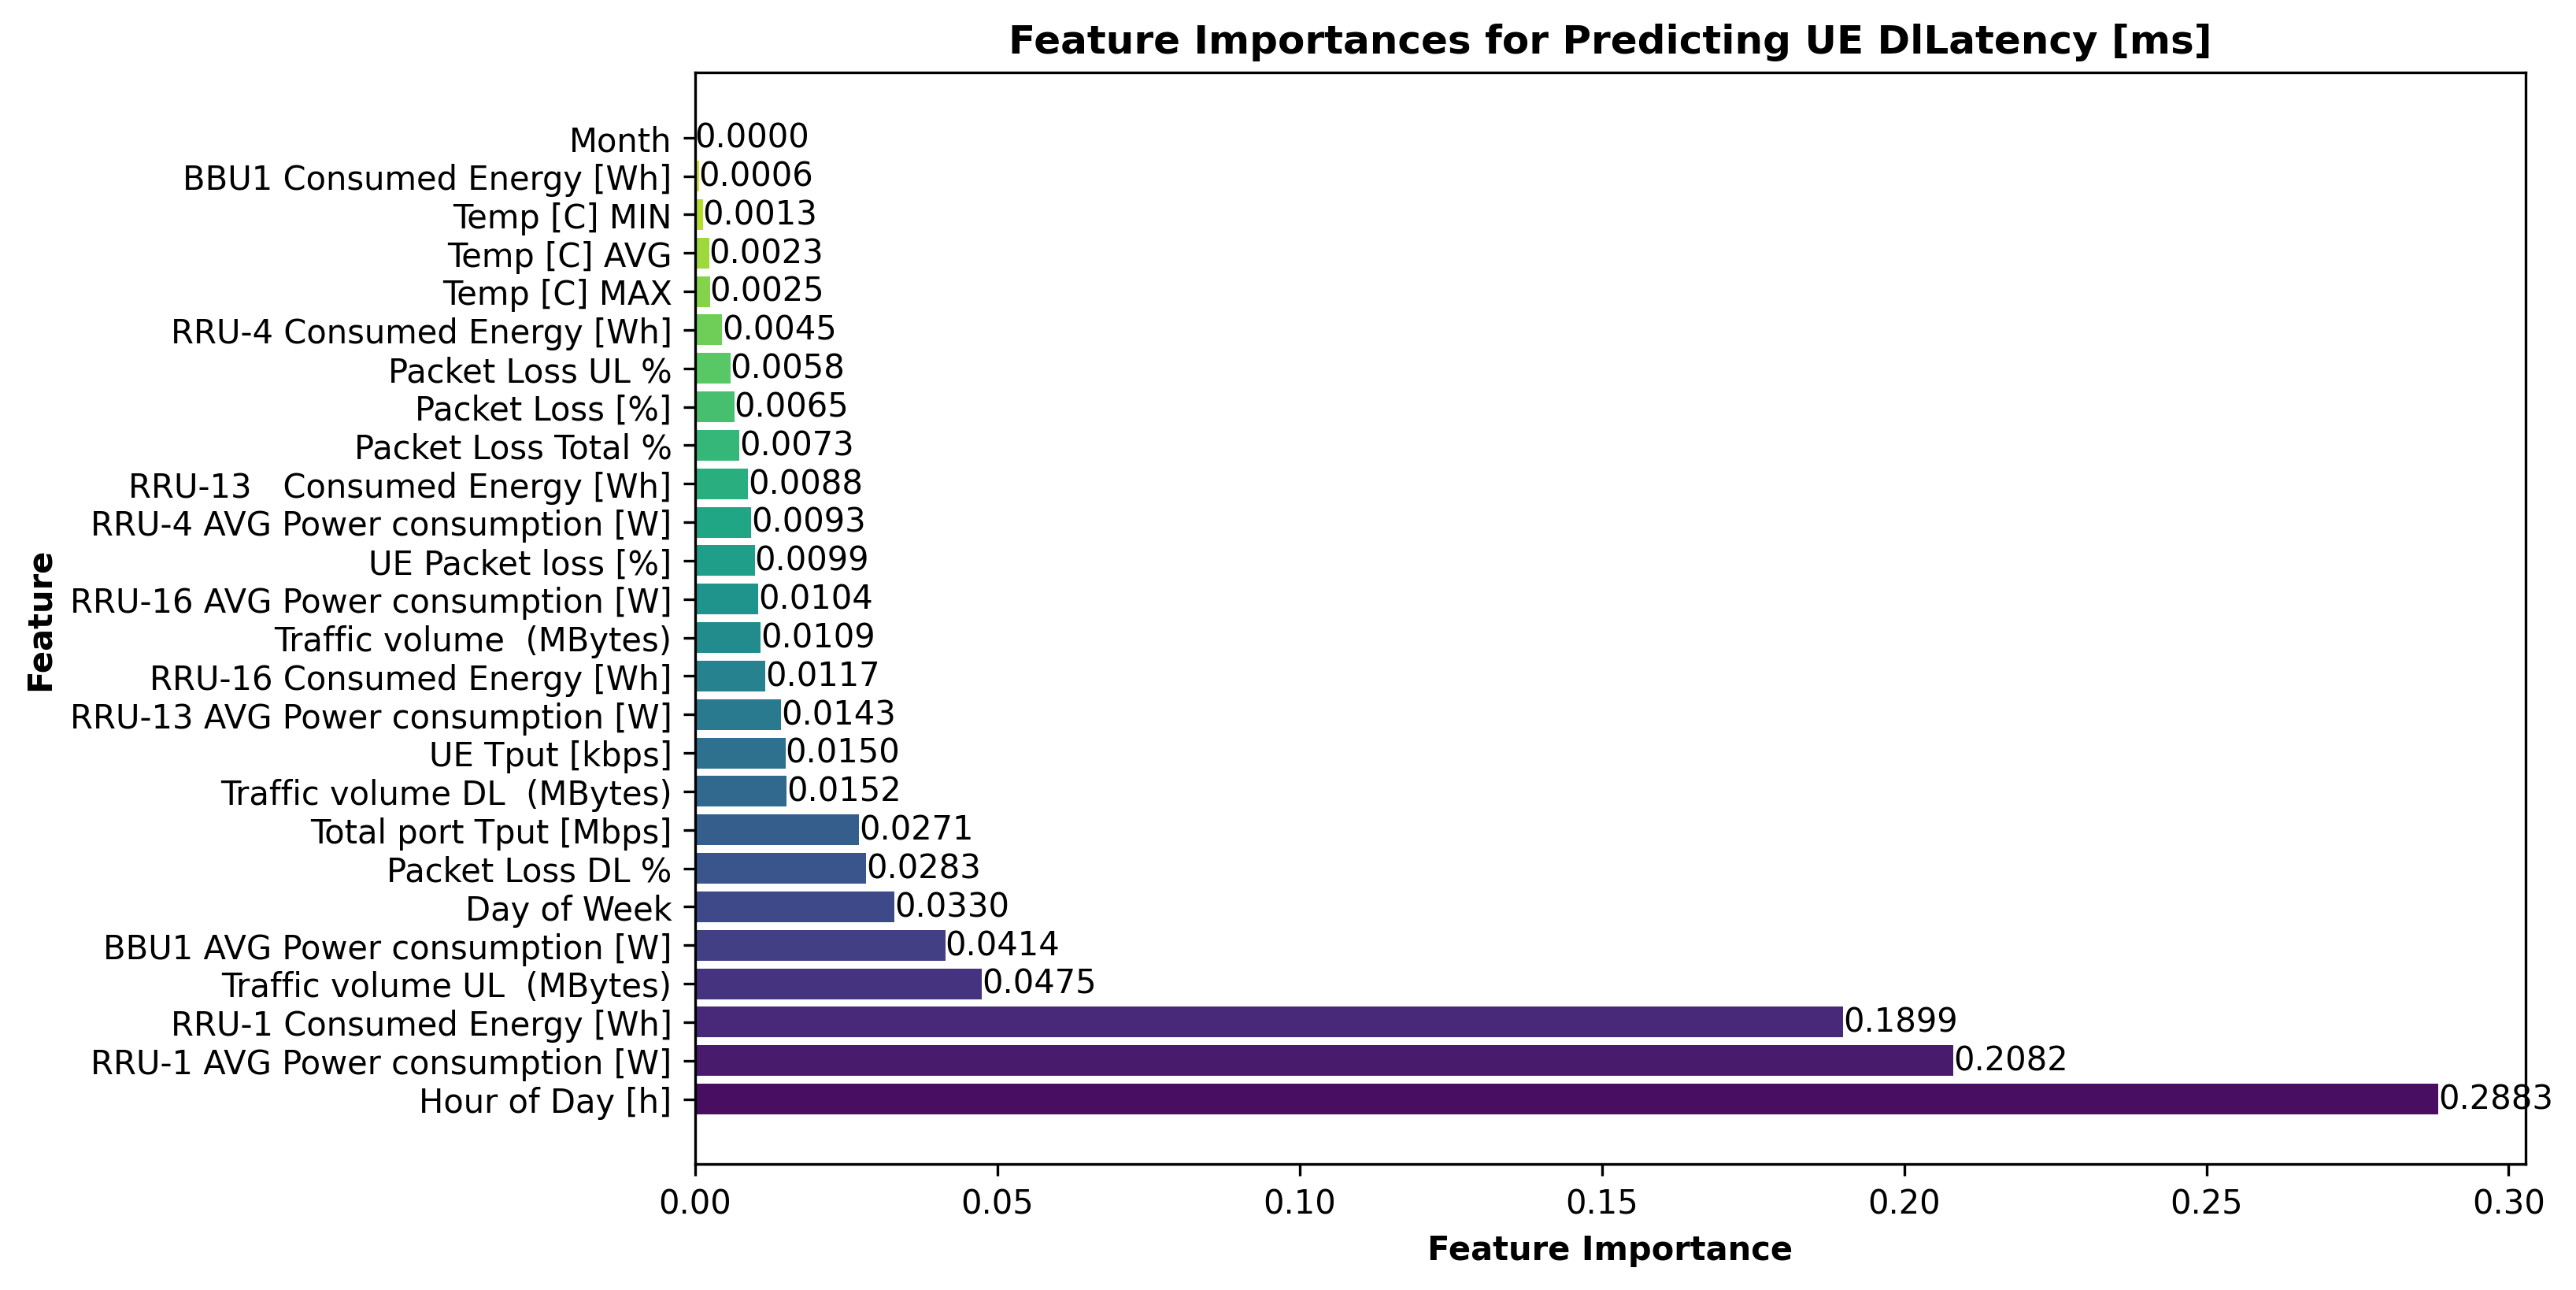 Feature Importances for Predicting UE DlLatency [ms]
Feature
Month 0.0000
BBU1 Consumed Energy [Wh] 0.0006
Temp [C] MIN 0.0013
Temp [C] AVG 0.0023
Temp [C] MAX 0.0025
RRU-4 Consumed Energy [Wh] 0.0045
Packet Loss UL % 0.0058
Packet Loss [%] 0.0065
Packet Loss Total % 0.0073
RRU-13   Consumed Energy [Wh] 0.0088
RRU-4 AVG Power consumption [W] 0.0093
UE Packet loss [%] 0.0099
RRU-16 AVG Power consumption [W] 0.0104
Traffic volume  (MBytes) 0.0109
RRU-16 Consumed Energy [Wh] 0.0117
RRU-13 AVG Power consumption [W] 0.0143
UE Tput [kbps] 0.0150
Traffic volume DL  (MBytes) 0.0152
Total port Tput [Mbps] 0.0271
Packet Loss DL % 0.0283
Day of Week 0.0330
BBU1 AVG Power consumption [W] 0.0414
Traffic volume UL  (MBytes) 0.0475
RRU-1 Consumed Energy [Wh] 0.1899
RRU-1 AVG Power consumption [W] 0.2082
Hour of Day [h] 0.2883
0.00 0.05 0.10 0.15 0.20 0.25 0.30
Feature Importance